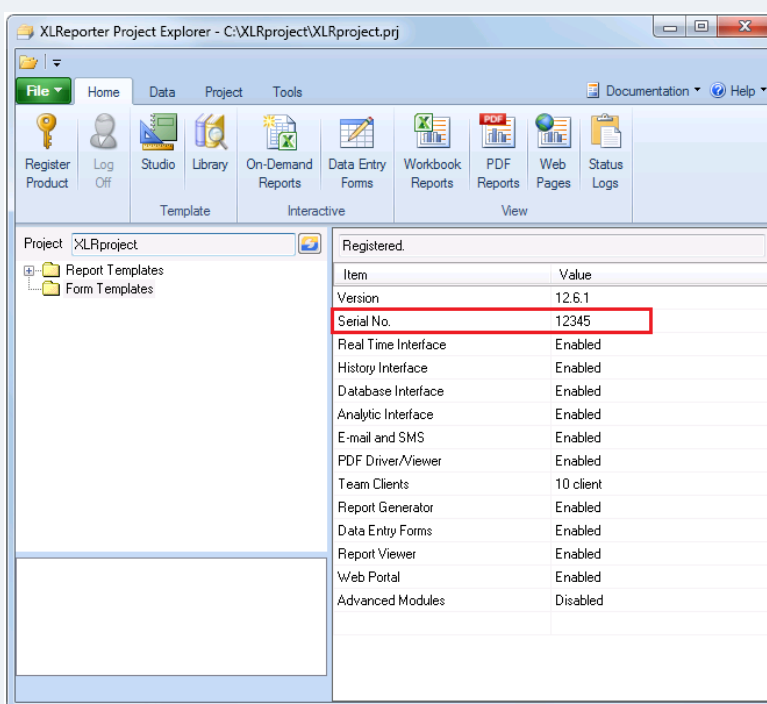 XLReporter Project Explorer - C:\XLRproject\XLRproject.prj
File Home Data Project Tools Documentation Help
Register Product Log Off Studio Library On-Demand Reports Data Entry Forms Workbook Reports PDF Reports Web Pages Status Logs
Template Interactive View
Project XLRproject
Report Templates
Form Templates
Registered.
Item Value
Version 12.6.1
Serial No. 12345
Real Time Interface Enabled
History Interface Enabled
Database Interface Enabled
Analytic Interface Enabled
E-mail and SMS Enabled
PDF Driver/Viewer Enabled
Team Clients 10 client
Report Generator Enabled
Data Entry Forms Enabled
Report Viewer Enabled
Web Portal Enabled
Advanced Modules Disabled